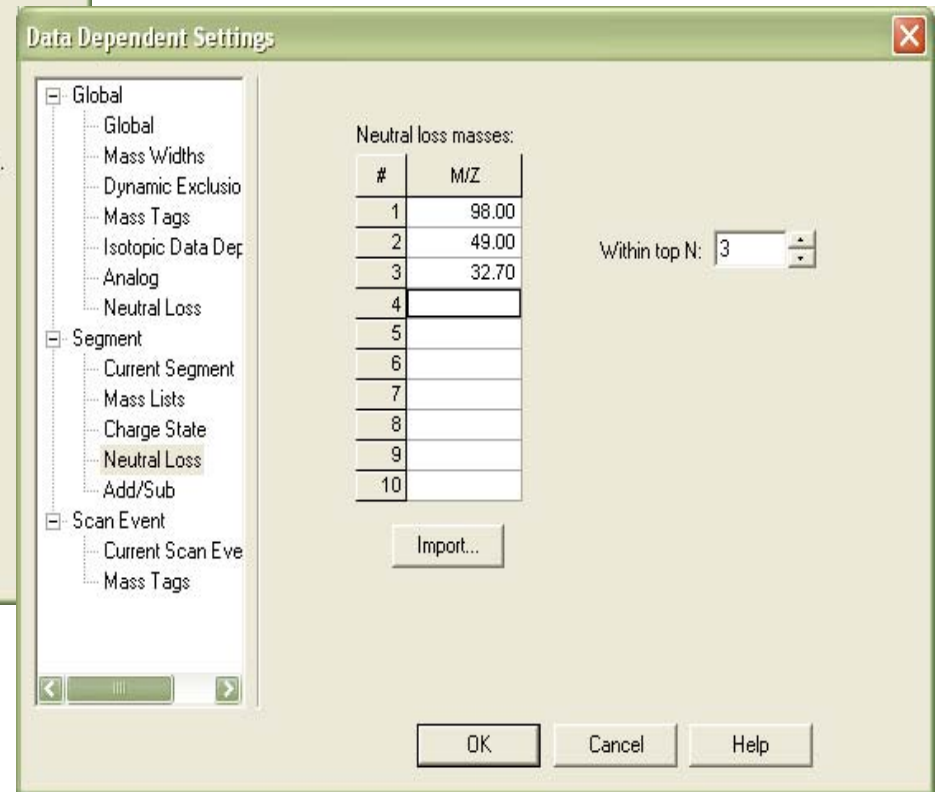 Data Dependent Settings
Global
Global
Mass Widths
Dynamic Exclusio
Mass Tags
Isotopic Data Dep
Analog
Neutral Loss
Segment
Current Segment
Mass Lists
Charge State
Neutral Loss
Add/Sub
Scan Event
Current Scan Eve
Mass Tags
Neutral loss masses:
# M/Z
1 98.00
2 49.00
3 32.70
4
5
6
7
8
9
10
Within top N: 3
Import...
OK Cancel Help